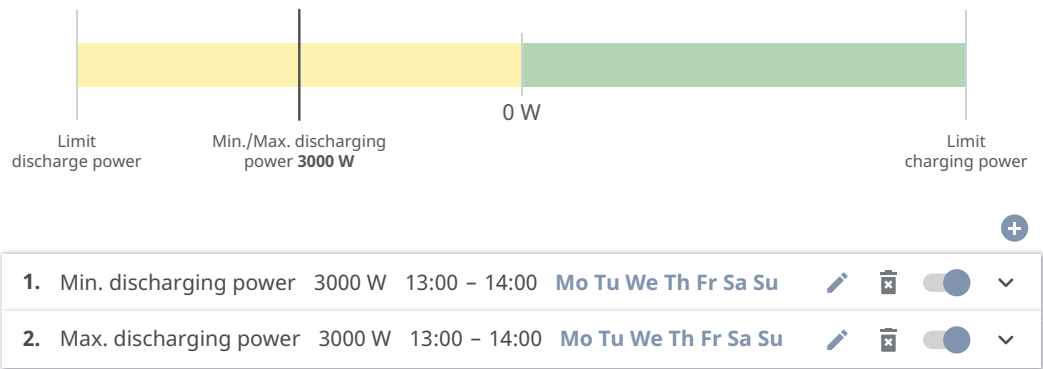 0 W
Limit
discharge power
Min./Max. discharging
power 3000 W
Limit
charging power
1. Min. discharging power 3000 W 13:00 – 14:00 Mo Tu We Th Fr Sa Su
2. Max. discharging power 3000 W 13:00 – 14:00 Mo Tu We Th Fr Sa Su